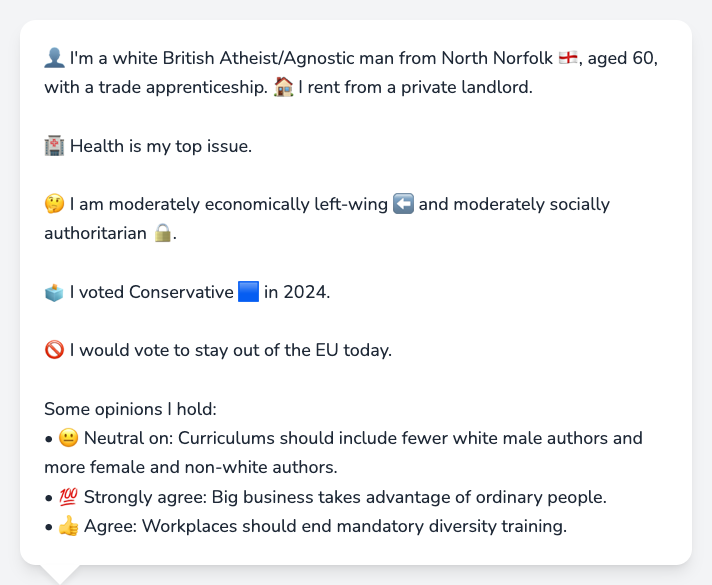 👤 I'm a white British Atheist/Agnostic man from North Norfolk 🏴󠁧󠁢󠁥󠁮󠁧󠁿, aged 60,
with a trade apprenticeship. 🏠 I rent from a private landlord.
🏥 Health is my top issue.
🤔 I am moderately economically left-wing ⬅️ and moderately socially
authoritarian 🔒.
🗳️ I voted Conservative 🟦 in 2024.
🚫 I would vote to stay out of the EU today.
Some opinions I hold:
• 😐 Neutral on: Curriculums should include fewer white male authors and
more female and non-white authors.
• 💯 Strongly agree: Big business takes advantage of ordinary people.
• 👍 Agree: Workplaces should end mandatory diversity training.